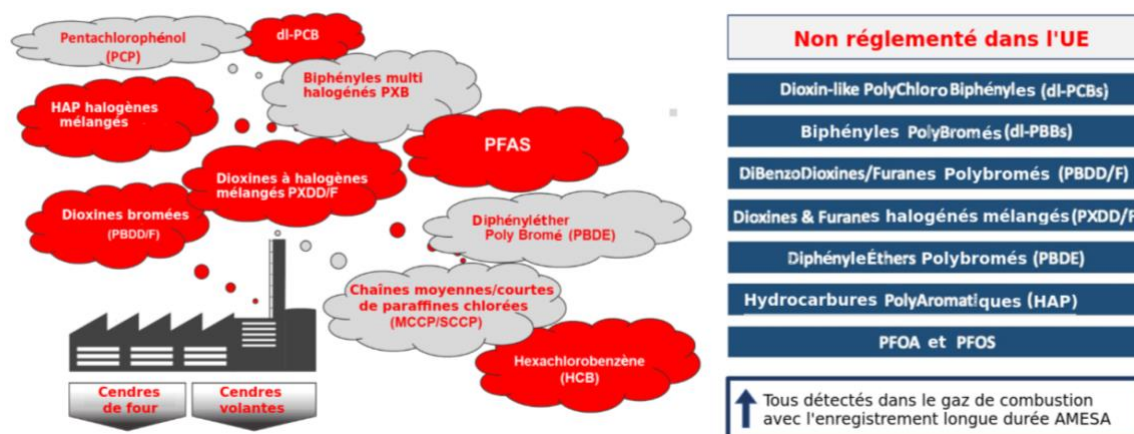 Pentachlorophénol
(PCP)
dl-PCB
Biphényles multi
halogénés PXB
HAP halogènes
mélangés
PFAS
Dioxines à halogènes
mélangés PXDD/F
Dioxines bromées
(PBDD/F)
Diphényléther
Poly Bromé (PBDE)
Chaînes moyennes/courtes
de paraffines chlorées
(MCCP/SCCP)
Hexachlorobenzène
(HCB)
Cendres
de four
Cendres
volantes
Non réglementé dans l'UE
Dioxin-like PolyChloro Biphényles (dl-PCBs)
Biphényles PolyBromés (dl-PBBs)
DiBenzoDioxines/Furanes Polybromés (PBDD/F)
Dioxines & Furanes halogénés mélangés (PXDD/F
DiphényleÉthers Polybromés (PBDE)
Hydrocarbures PolyAromatiques (HAP)
PFOA et PFOS
Tous détectés dans le gaz de combustion
avec l'enregistrement longue durée AMESA